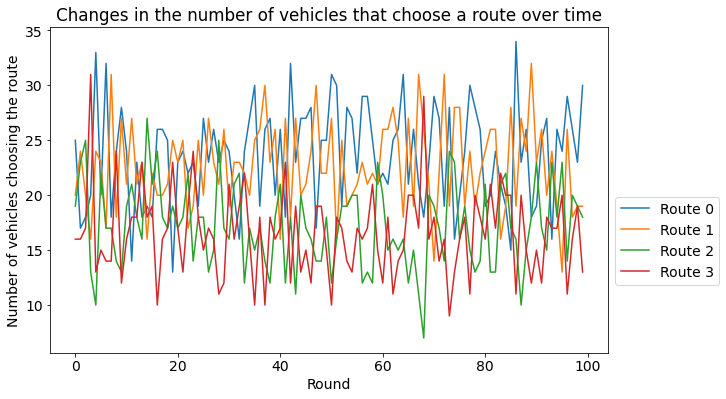 Changes in the number of vehicles that choose a route over time
Number of vehicles choosing the route
35
30
25
20
15
10
0
20
40
60
80
100
Round
Route 0
Route 1
Route 2
Route 3